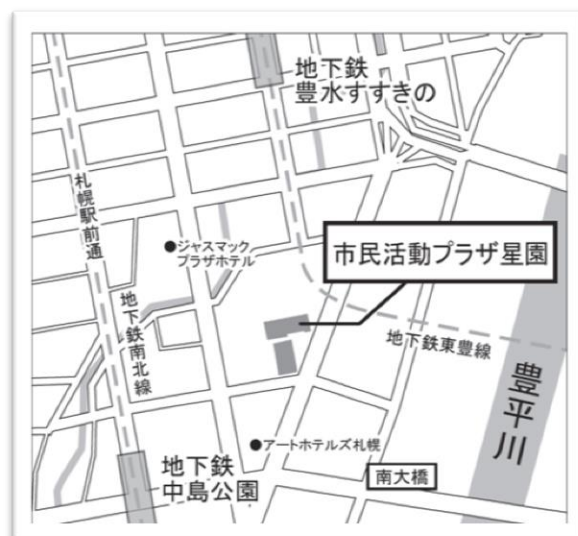 地下鉄
豊水すすきの
札幌駅前通
●ジャスマック
プラザホテル
市民活動プラザ星園
地下鉄南北線
地下鉄東豊線
豊平川
●アートホテルズ札幌
地下鉄
中島公園
南大橋